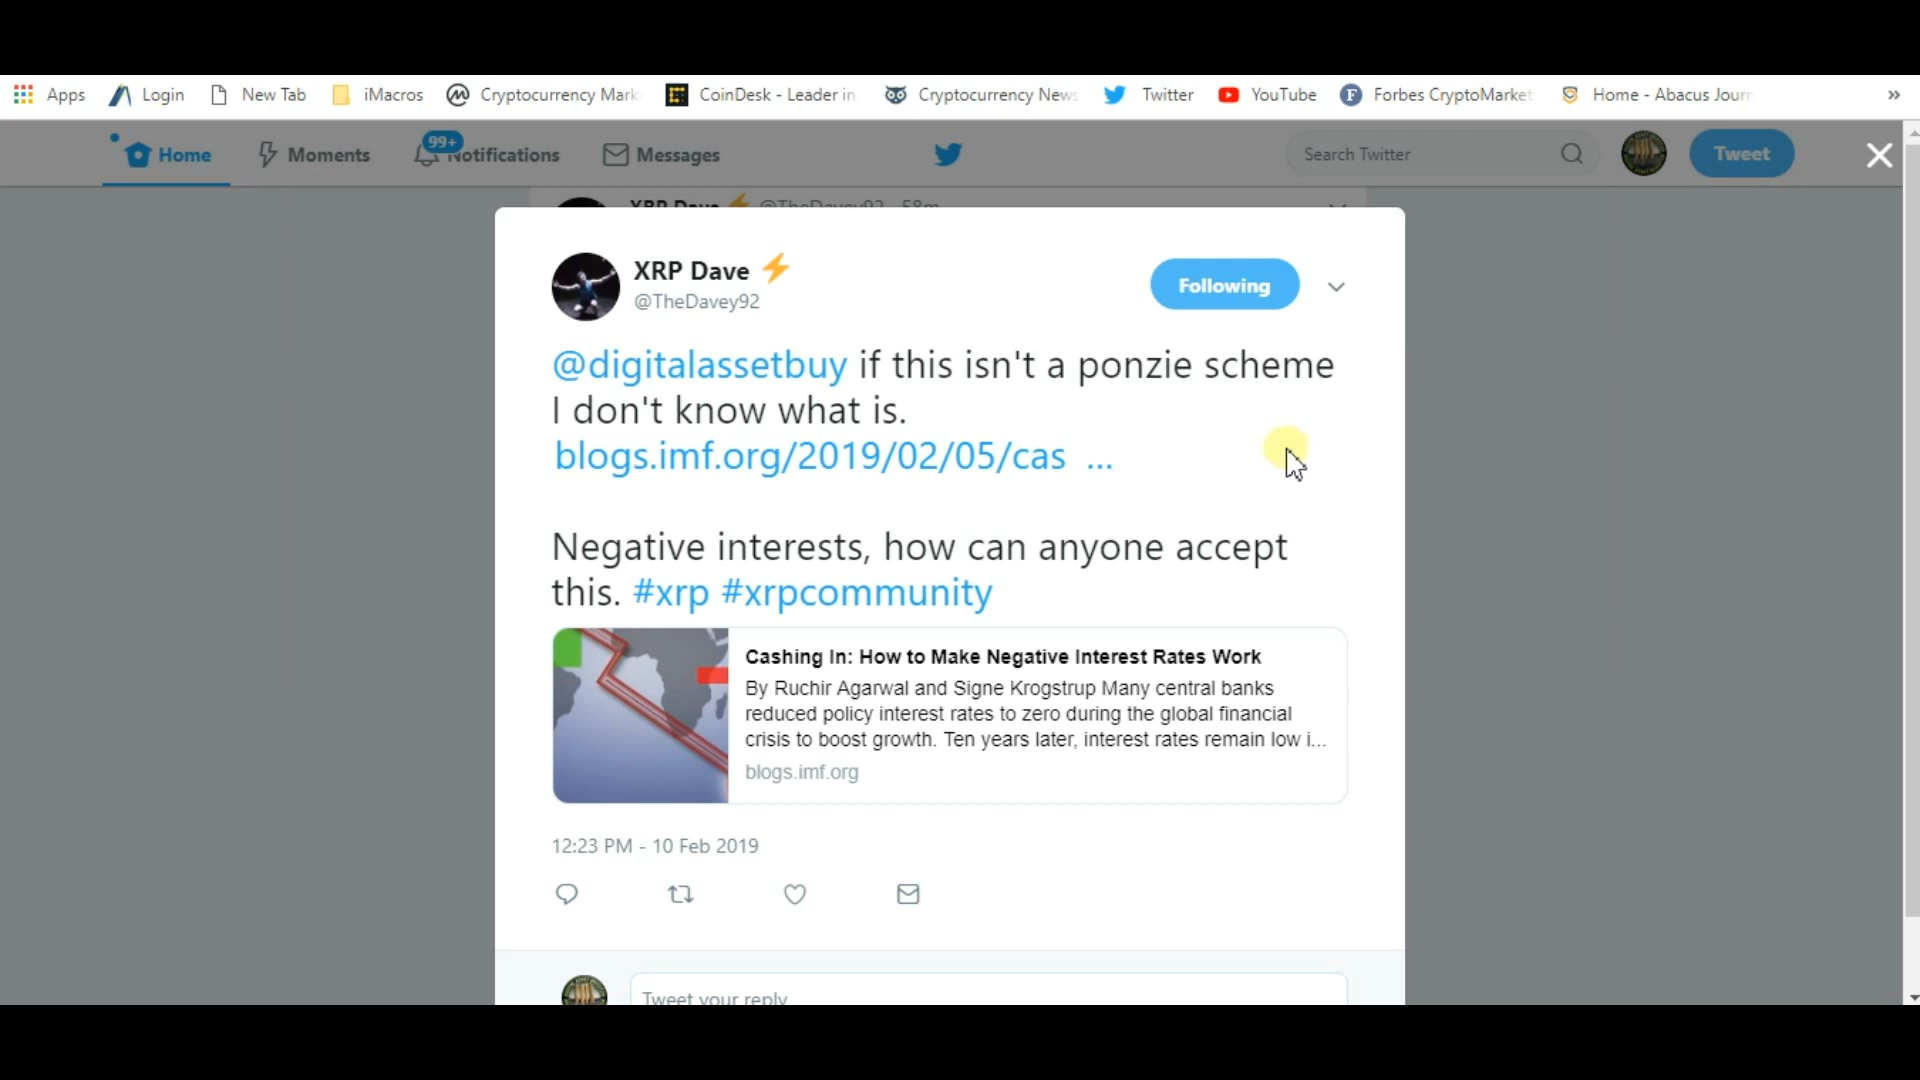 Apps Login New Tab iMacros Cryptocurrency Mark CoinDesk - Leader in Cryptocurrency News Twitter YouTube Forbes CryptoMarket Home - Abacus Journ »
Home Moments 99+ Notifications Messages Search Twitter Tweet
XRP Dave @TheDavey92 58m
XRP Dave
@TheDavey92
Following
@digitalassetbuy if this isn't a ponzie scheme
I don't know what is.
blogs.imf.org/2019/02/05/cas ...
Negative interests, how can anyone accept
this. #xrp #xrpcommunity
Cashing In: How to Make Negative Interest Rates Work
By Ruchir Agarwal and Signe Krogstrup Many central banks
reduced policy interest rates to zero during the global financial
crisis to boost growth. Ten years later, interest rates remain low i...
blogs.imf.org
12:23 PM - 10 Feb 2019
Tweet your reply